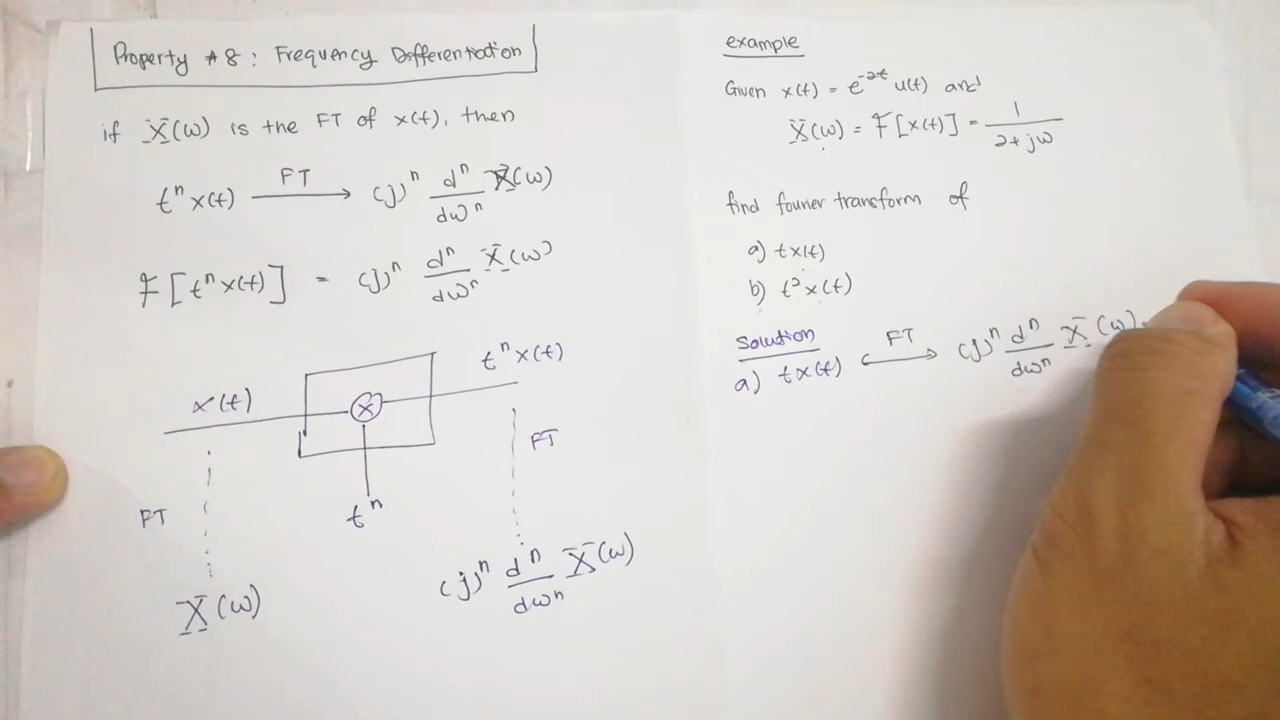 Property #8: Frequency Differentiation
if X(ω) is the FT of x(t), then
tⁿ x(t) FT → (j)ⁿ dⁿ/dωⁿ X(ω)
F[tⁿ x(t)] = (j)ⁿ dⁿ/dωⁿ X(ω)
tⁿ x(t)
x(t)
x
FT
FT
tⁿ
(j)ⁿ dⁿ/dωⁿ X(ω)
X(ω)
example
Given x(t) = e^-2t u(t) and
X(ω) = F[x(t)] = 1/2+jω
find fourier transform of
a) tx(t)
b) t² x(t)
Solution
a) tx(t) FT ↔ (j)ⁿ dⁿ/dωⁿ X(ω)